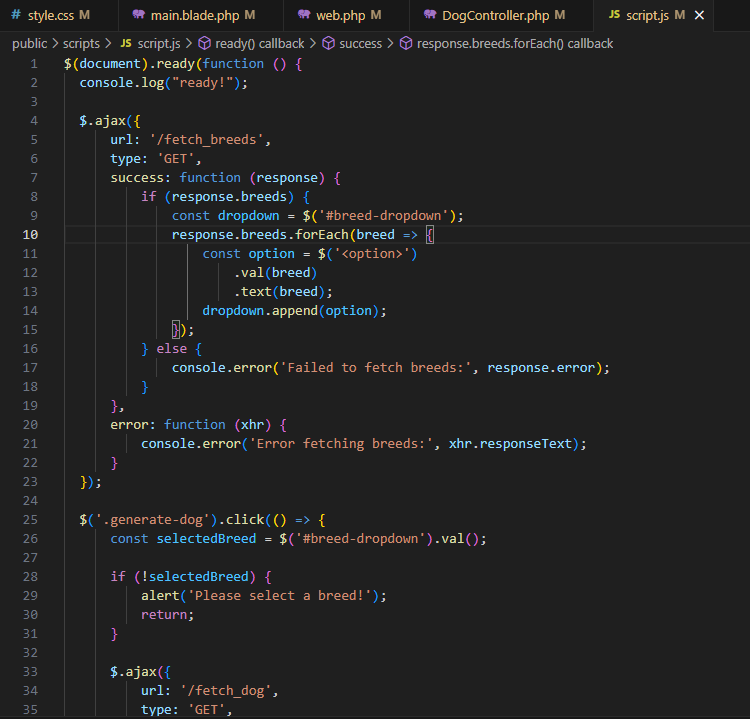 # style.css M main.blade.php M web.php M DogController.php M JS script.js M ✕
public > scripts > JS script.js > ready() callback > success > response.breeds.forEach() callback
1 $(document).ready(function () {
2   console.log("ready!");
3
4   $.ajax({
5       url: '/fetch_breeds',
6       type: 'GET',
7       success: function (response) {
8           if (response.breeds) {
9               const dropdown = $('#breed-dropdown');
10               response.breeds.forEach(breed => {
11                   const option = $('<option>')
12                       .val(breed)
13                       .text(breed);
14                   dropdown.append(option);
15               });
16           } else {
17               console.error('Failed to fetch breeds:', response.error);
18           }
19       },
20       error: function (xhr) {
21           console.error('Error fetching breeds:', xhr.responseText);
22       }
23   });
24
25   $('.generate-dog').click(() => {
26       const selectedBreed = $('#breed-dropdown').val();
27
28       if (!selectedBreed) {
29           alert('Please select a breed!');
30           return;
31       }
32
33       $.ajax({
34           url: '/fetch_dog',
35           type: 'GET',